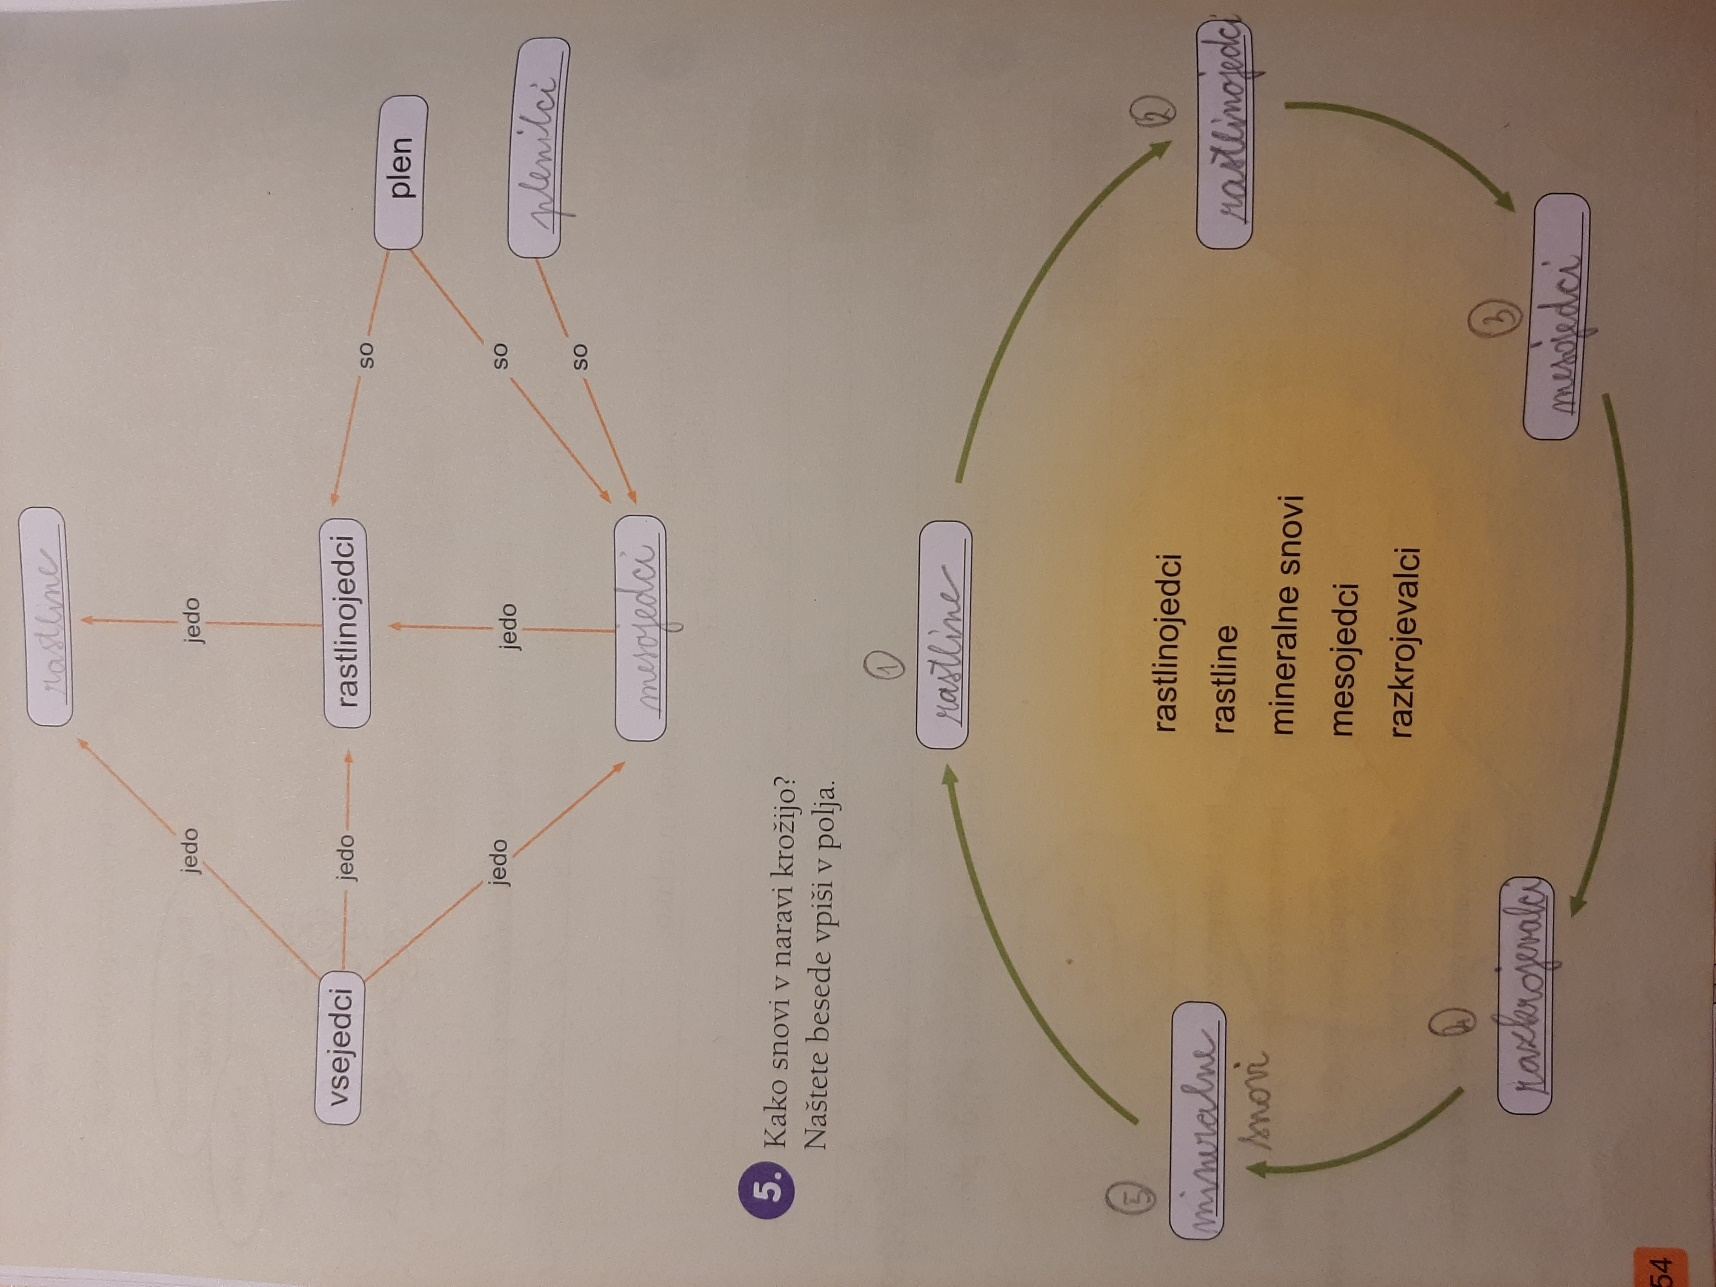 rastline
jedo
jedo
vsejedci
jedo
rastlinojedci
so
plen
jedo
jedo
so
mesojedci
so
plenilci
5. Kako snovi v naravi krožijo?
Naštete besede vpiši v polja.
1
rastline
5
mineralne
snovi
2
rastlinojedci
rastlinojedci
rastline
mineralne snovi
mesojedci
razkrojevalci
4
razkrojevalci
3
mesojedci
54